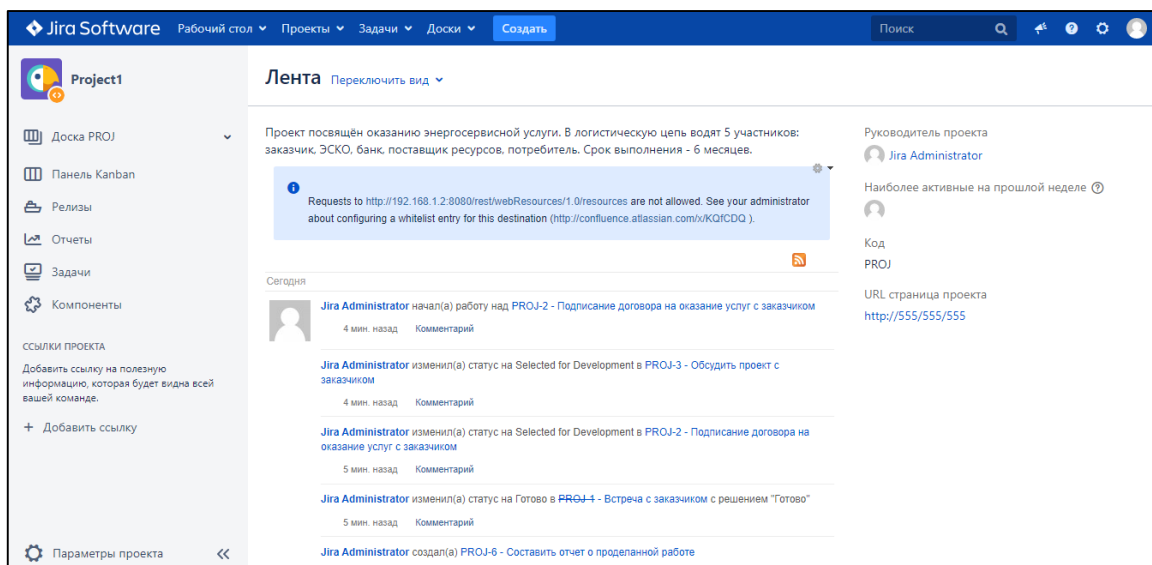 Jira Software Рабочий стол Проекты Задачи Доски Создать Поиск
Project1
Доска PROJ
Панель Kanban
Релизы
Отчеты
Задачи
Компоненты
ССЫЛКИ ПРОЕКТА
Добавить ссылку на полезную
информацию, которая будет видна всей
вашей команде.
+ Добавить ссылку
Параметры проекта
Лента Переключить вид
Проект посвящён оказанию энергосервисной услуги. В логистическую цепь водят 5 участников:
заказчик, ЭСКО, банк, поставщик ресурсов, потребитель. Срок выполнения - 6 месяцев.
Requests to http://192.168.1.2:8080/rest/webResources/1.0/resources are not allowed. See your administrator
about configuring a whitelist entry for this destination (http://confluence.atlassian.com/x/KQfCDQ ).
Сегодня
Jira Administrator начал(а) работу над PROJ-2 - Подписание договора на оказание услуг с заказчиком
4 мин. назад Комментарий
Jira Administrator изменил(а) статус на Selected for Development в PROJ-3 - Обсудить проект с
заказчиком
4 мин. назад Комментарий
Jira Administrator изменил(а) статус на Selected for Development в PROJ-2 - Подписание договора на
оказание услуг с заказчиком
5 мин. назад Комментарий
Jira Administrator изменил(а) статус на Готово в PROJ-1 - Встреча с заказчиком с решением "Готово"
5 мин. назад Комментарий
Jira Administrator создал(а) PROJ-6 - Составить отчет о проделанной работе
Руководитель проекта
Jira Administrator
Наиболее активные на прошлой неделе
Код
PROJ
URL страница проекта
http://555/555/555